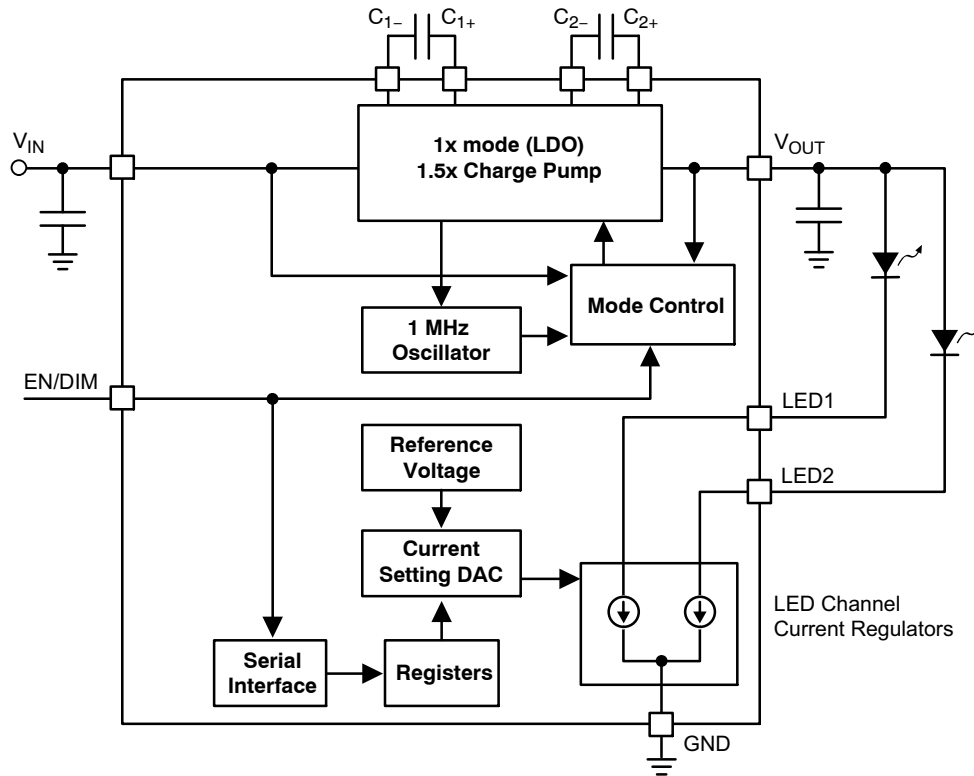 C1− C1+ C2− C2+
VIN
1x mode (LDO)
1.5x Charge Pump
VOUT
Mode Control
1 MHz
Oscillator
EN/DIM
LED1
Reference
Voltage
LED2
Current
Setting DAC
LED Channel
Current Regulators
Serial
Interface
Registers
GND